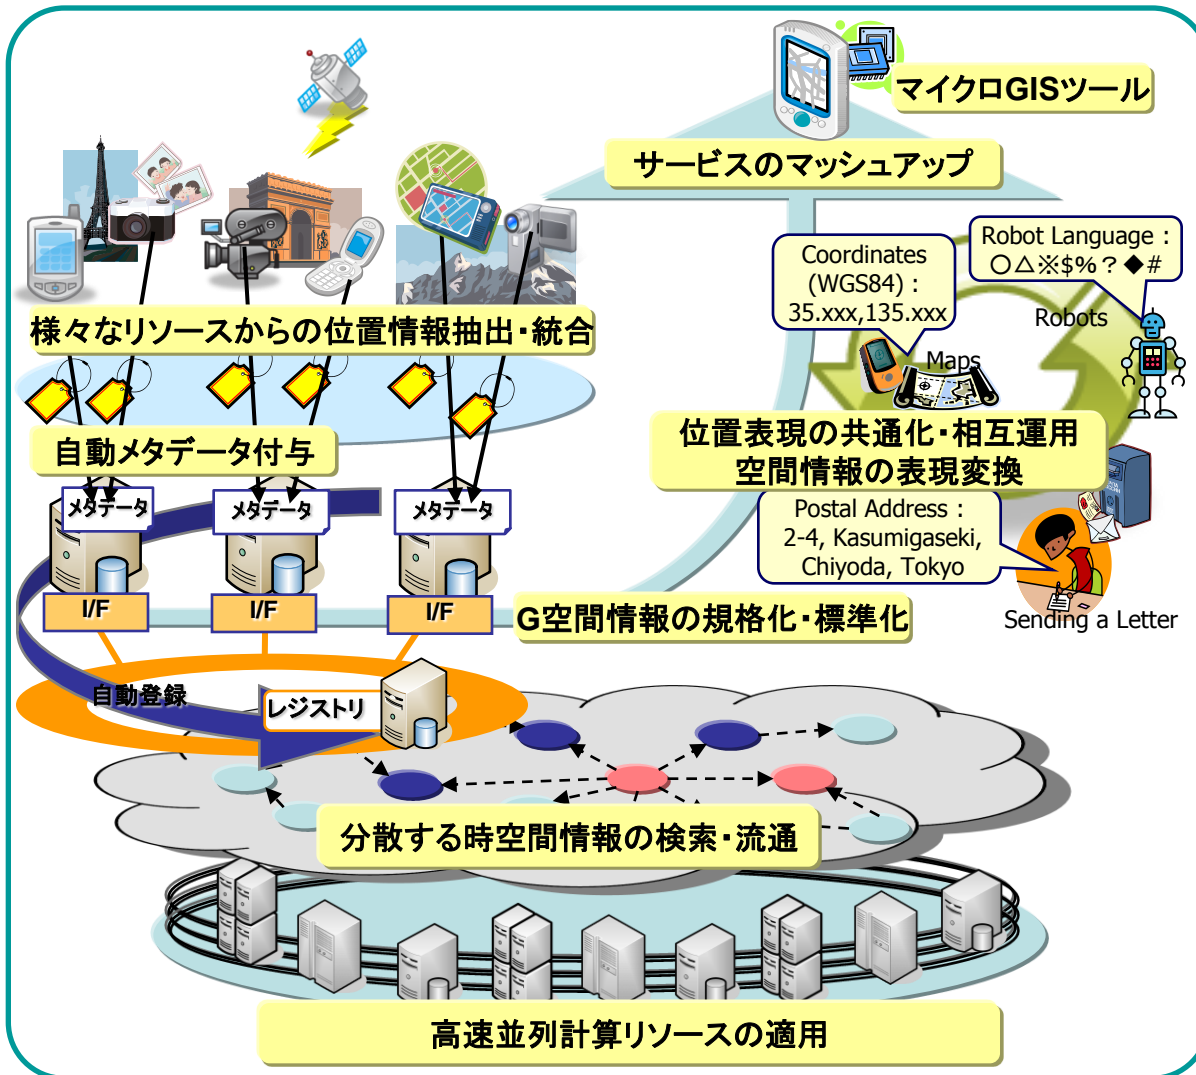 マイクロGISツール
サービスのマッシュアップ
様々なリソースからの位置情報抽出・統合
Coordinates
(WGS84) :
35.xxx,135.xxx
Robot Language :
○△※$%?◆#
Robots
Maps
自動メタデータ付与
位置表現の共通化・相互運用
空間情報の表現変換
メタデータ
メタデータ
メタデータ
Postal Address :
2-4, Kasumigaseki,
Chiyoda, Tokyo
Sending a Letter
I/F
I/F
I/F
G空間情報の規格化・標準化
自動登録
レジストリ
分散する時空間情報の検索・流通
高速並列計算リソースの適用